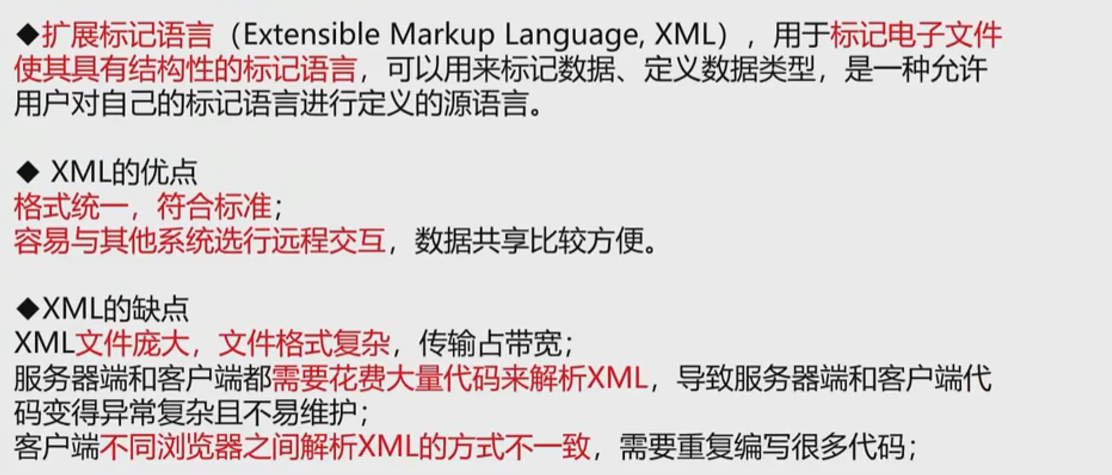 ◆扩展标记语言（Extensible Markup Language, XML），用于标记电子文件
使其具有结构性的标记语言，可以用来标记数据、定义数据类型，是一种允许
用户对自己的标记语言进行定义的源语言。
◆ XML的优点
格式统一，符合标准；
容易与其他系统选行远程交互，数据共享比较方便。
◆XML的缺点
XML文件庞大，文件格式复杂，传输占带宽；
服务器端和客户端都需要花费大量代码来解析XML，导致服务器端和客户端代
码变得异常复杂且不易维护；
客户端不同浏览器之间解析XML的方式不一致，需要重复编写很多代码；